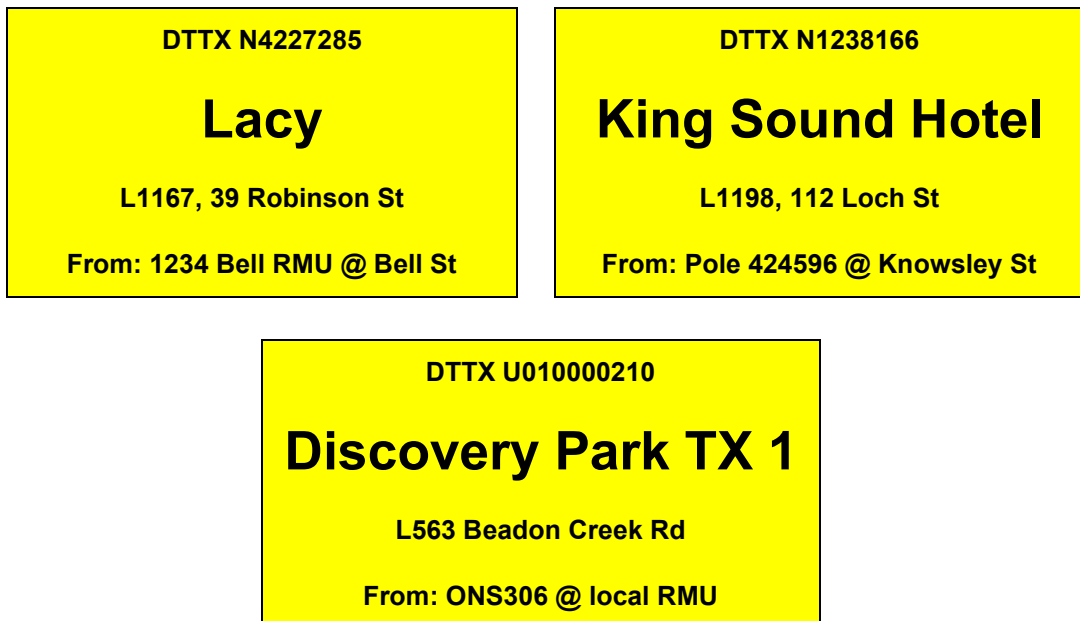 DTTX N4227285
Lacy
L1167, 39 Robinson St
From: 1234 Bell RMU @ Bell St
DTTX N1238166
King Sound Hotel
L1198, 112 Loch St
From: Pole 424596 @ Knowsley St
DTTX U010000210
Discovery Park TX 1
L563 Beadon Creek Rd
From: ONS306 @ local RMU